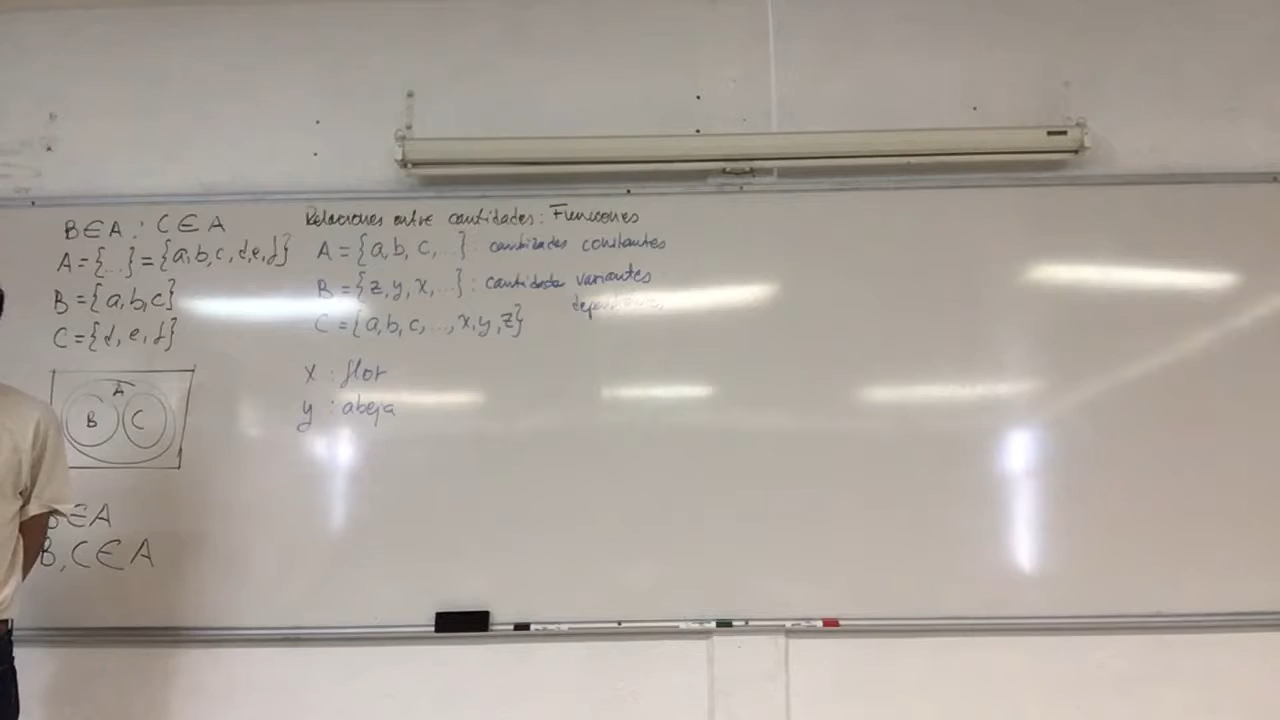 B∈A ∴ C∈A
A={...}={a,b,c,d,e,f}
B={a,b,c}
C={d,e,f}
A
B C
∈A
B,C∈A
Relaciones entre cantidades: Funciones
A={a,b,c,...}: cantidades constantes
B={z,y,x,...}: cantidades variantes
C={a,b,c,...,x,y,z}
x : flor
y : abeja